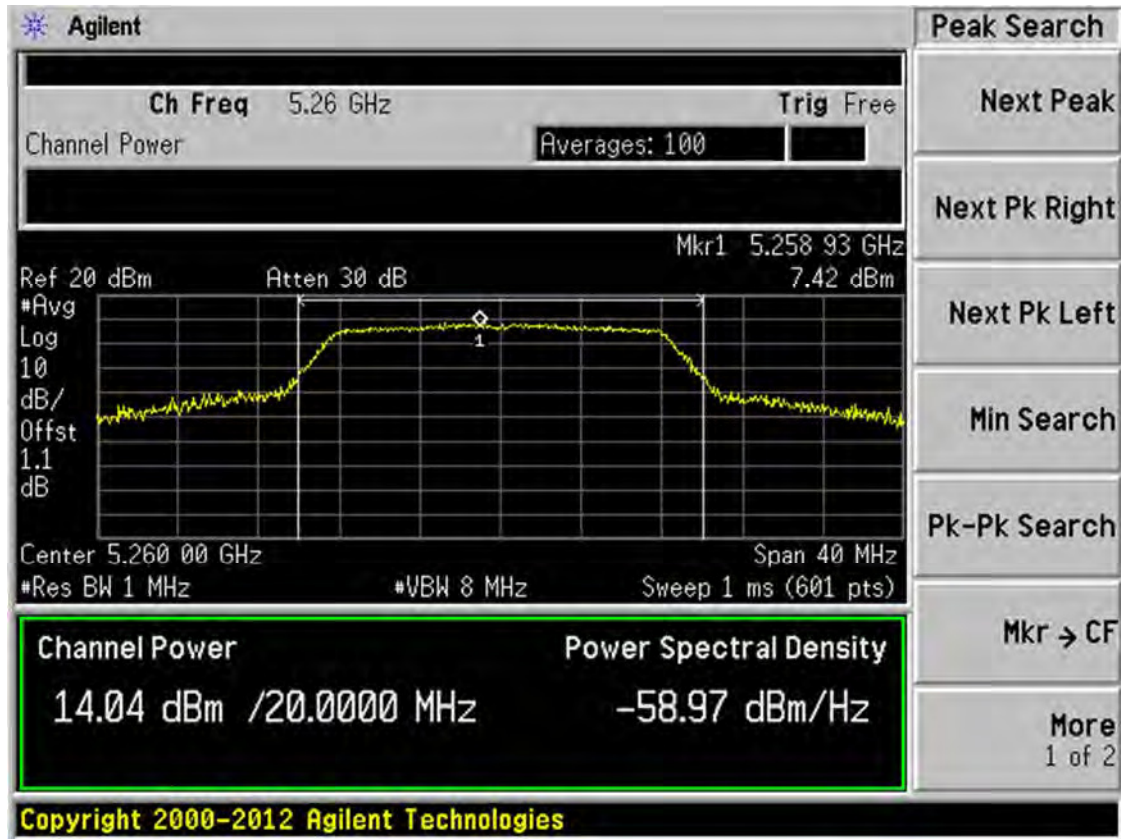 Agilent
Peak Search
Ch Freq 5.26 GHz
Trig Free
Channel Power
Averages: 100
Mkr1 5.258 93 GHz
7.42 dBm
Ref 20 dBm
Atten 30 dB
#Avg
Log
10
dB/
Offst
1.1
dB
1
Center 5.260 00 GHz
Span 40 MHz
#Res BW 1 MHz
#VBW 8 MHz
Sweep 1 ms (601 pts)
Channel Power
Power Spectral Density
14.04 dBm /20.0000 MHz
-58.97 dBm/Hz
Next Peak
Next Pk Right
Next Pk Left
Min Search
Pk-Pk Search
Mkr → CF
More
1 of 2
Copyright 2000-2012 Agilent Technologies